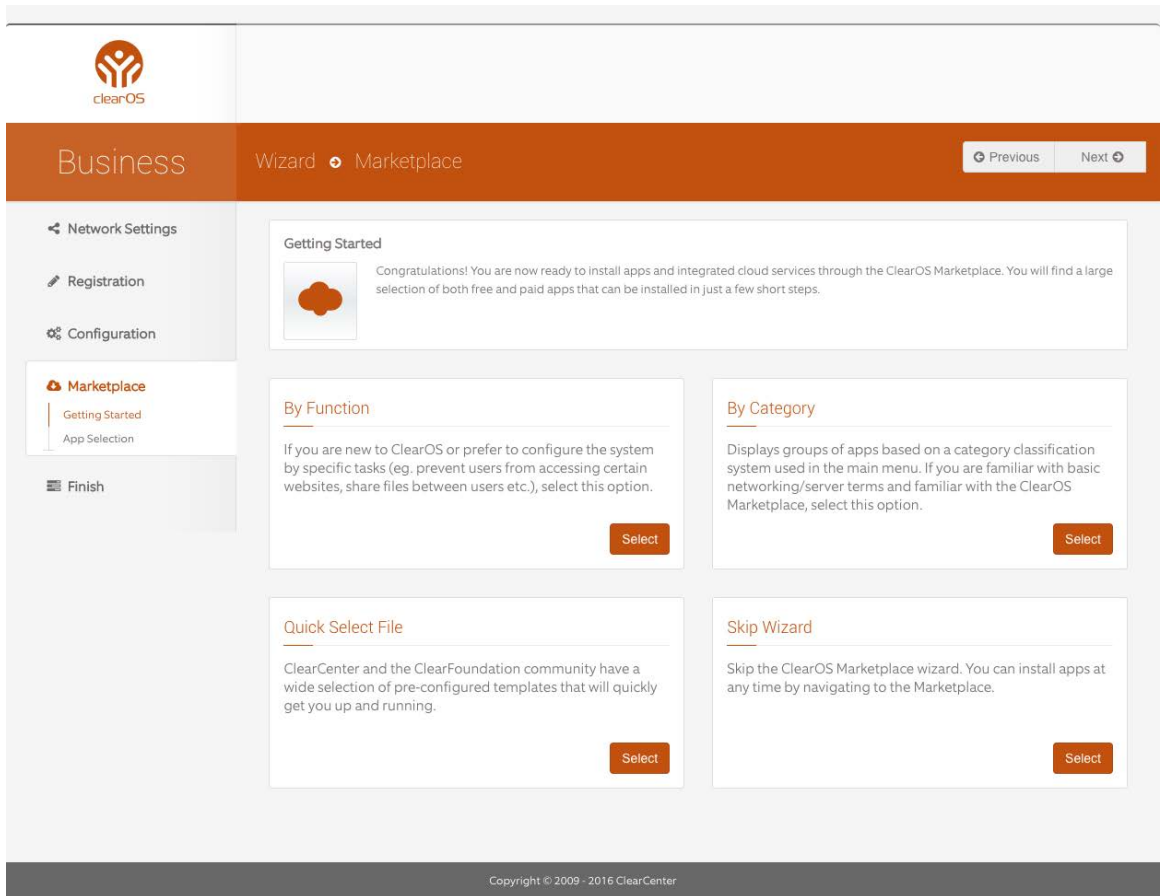 clearOS
Business
Wizard Marketplace
Previous
Next
Network Settings
Registration
Configuration
Marketplace
Getting Started
App Selection
Finish
Getting Started
Congratulations! You are now ready to install apps and integrated cloud services through the ClearOS Marketplace. You will find a large
selection of both free and paid apps that can be installed in just a few short steps.
By Function
If you are new to ClearOS or prefer to configure the system
by specific tasks (eg. prevent users from accessing certain
websites, share files between users etc.), select this option.
Select
By Category
Displays groups of apps based on a category classification
system used in the main menu. If you are familiar with basic
networking/server terms and familiar with the ClearOS
Marketplace, select this option.
Select
Quick Select File
ClearCenter and the ClearFoundation community have a
wide selection of pre-configured templates that will quickly
get you up and running.
Select
Skip Wizard
Skip the ClearOS Marketplace wizard. You can install apps at
any time by navigating to the Marketplace.
Select
Copyright © 2009 - 2016 ClearCenter